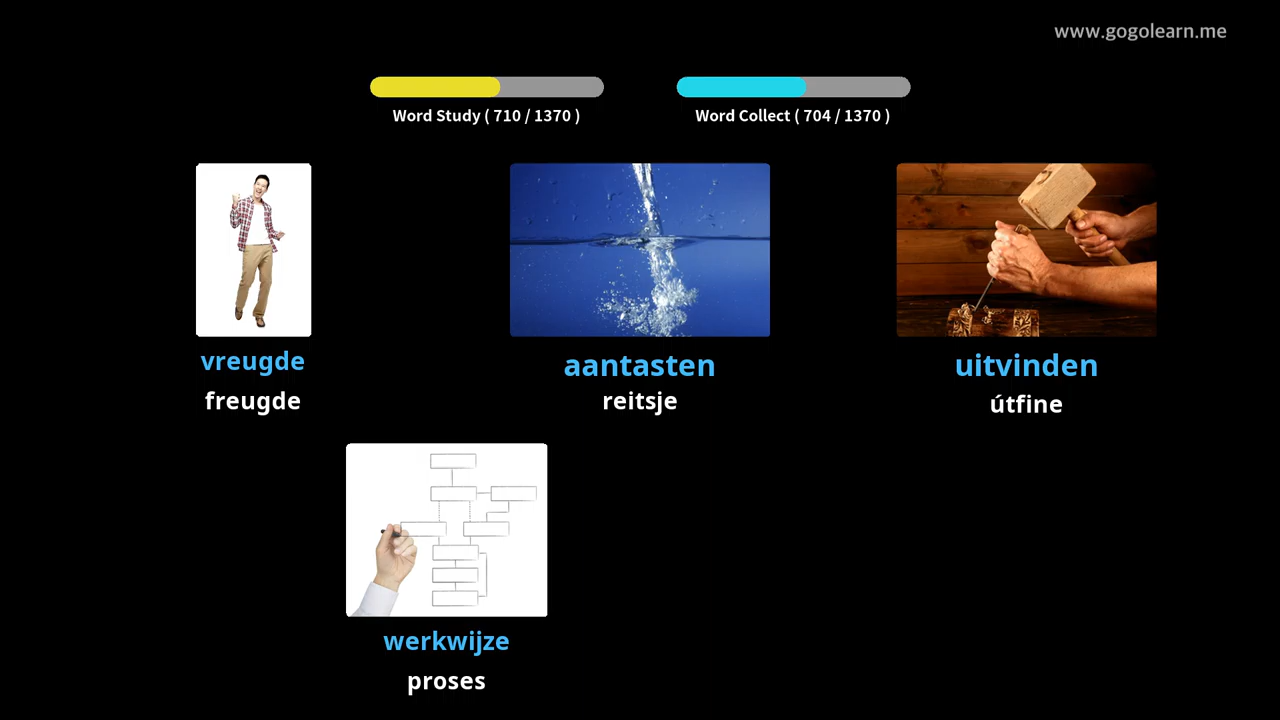 www.gogolearn.me
Word Study ( 710 / 1370 )
Word Collect ( 704 / 1370 )
vreugde
freugde
aantasten
reitsje
uitvinden
útfine
werkwijze
proses